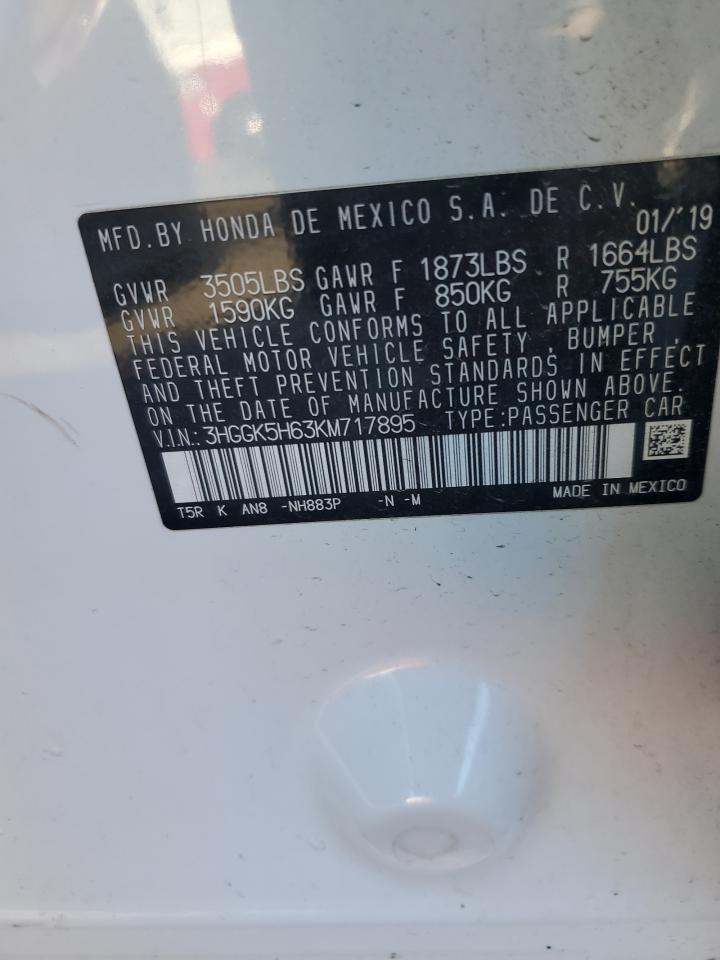 MFD.BY HONDA DE MEXICO S.A. DE C.V. 01/'19
GVWR 3505LBS GAWR F 1873LBS R 1664LBS
GVWR 1590KG GAWR F 850KG R 755KG
THIS VEHICLE CONFORMS TO ALL APPLICABLE
FEDERAL MOTOR VEHICLE SAFETY, BUMPER,
AND THEFT PREVENTION STANDARDS IN EFFECT
ON THE DATE OF MANUFACTURE SHOWN ABOVE.
V.I.N.: 3HGGK5H63KM717895 TYPE:PASSENGER CAR
T5R K AN8 -NH883P -N -M MADE IN MEXICO